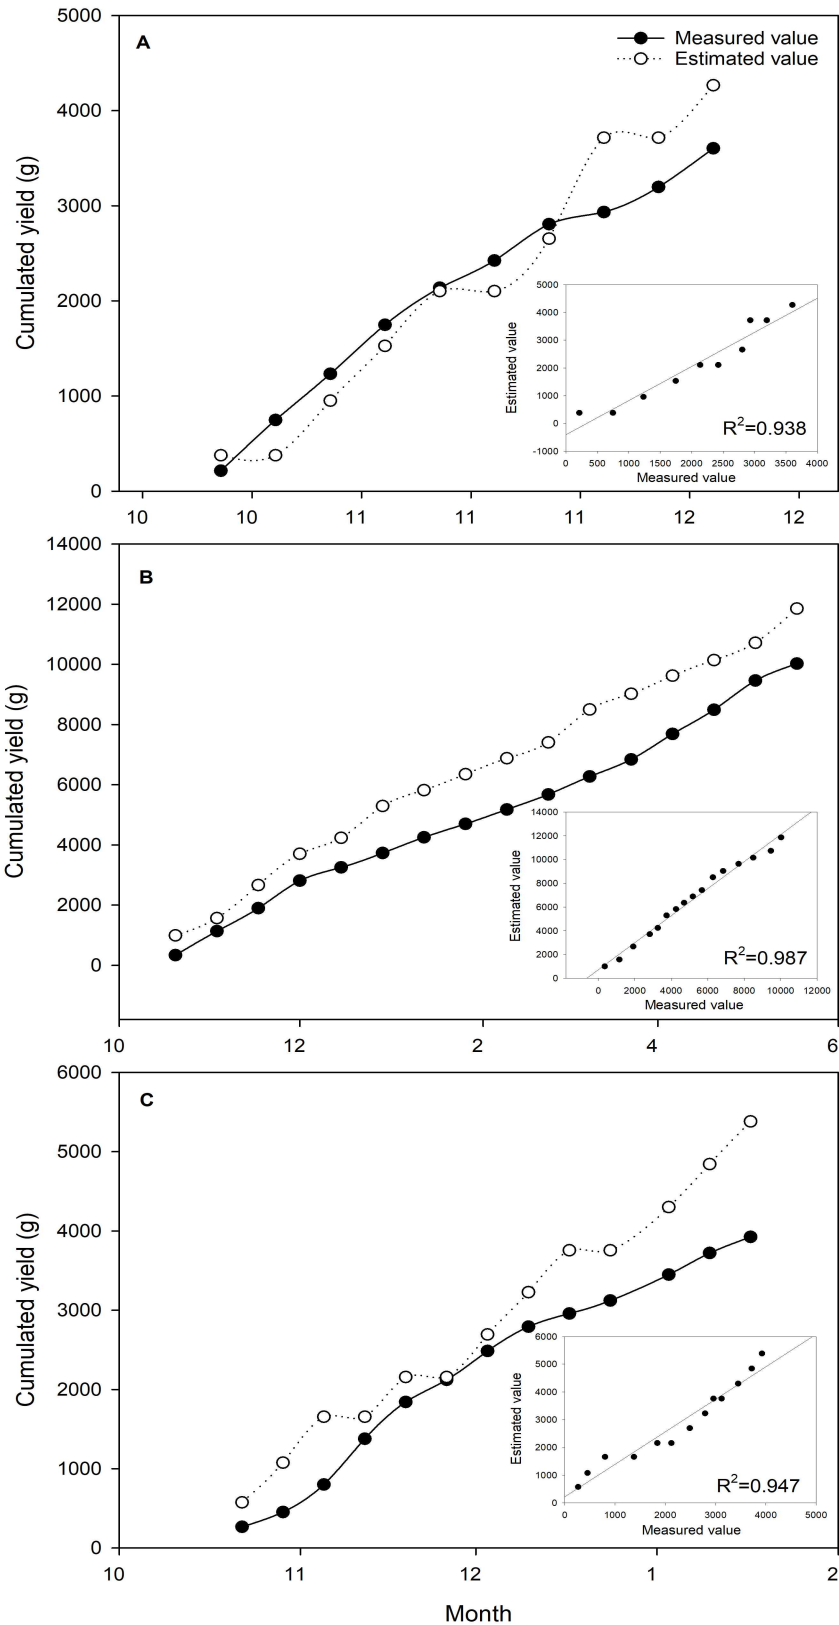 5000
A
Measured value
Estimated value
4000
3000
2000
1000
0
Cumulated yield (g)
5000
4000
3000
2000
1000
0
-1000
Estimated value
R²=0.938
0 500 1000 1500 2000 2500 3000 3500 4000
Measured value
10 10 11 11 11 12 12
14000
B
12000
10000
8000
6000
4000
2000
0
Cumulated yield (g)
14000
12000
10000
8000
6000
4000
2000
0
Estimated value
R²=0.987
0 2000 4000 6000 8000 10000 12000
Measured value
10 12 2 4 6
6000
C
5000
4000
3000
2000
1000
0
Cumulated yield (g)
6000
5000
4000
3000
2000
1000
0
Estimated value
R²=0.947
0 1000 2000 3000 4000 5000
Measured value
10 11 12 1 2
Month